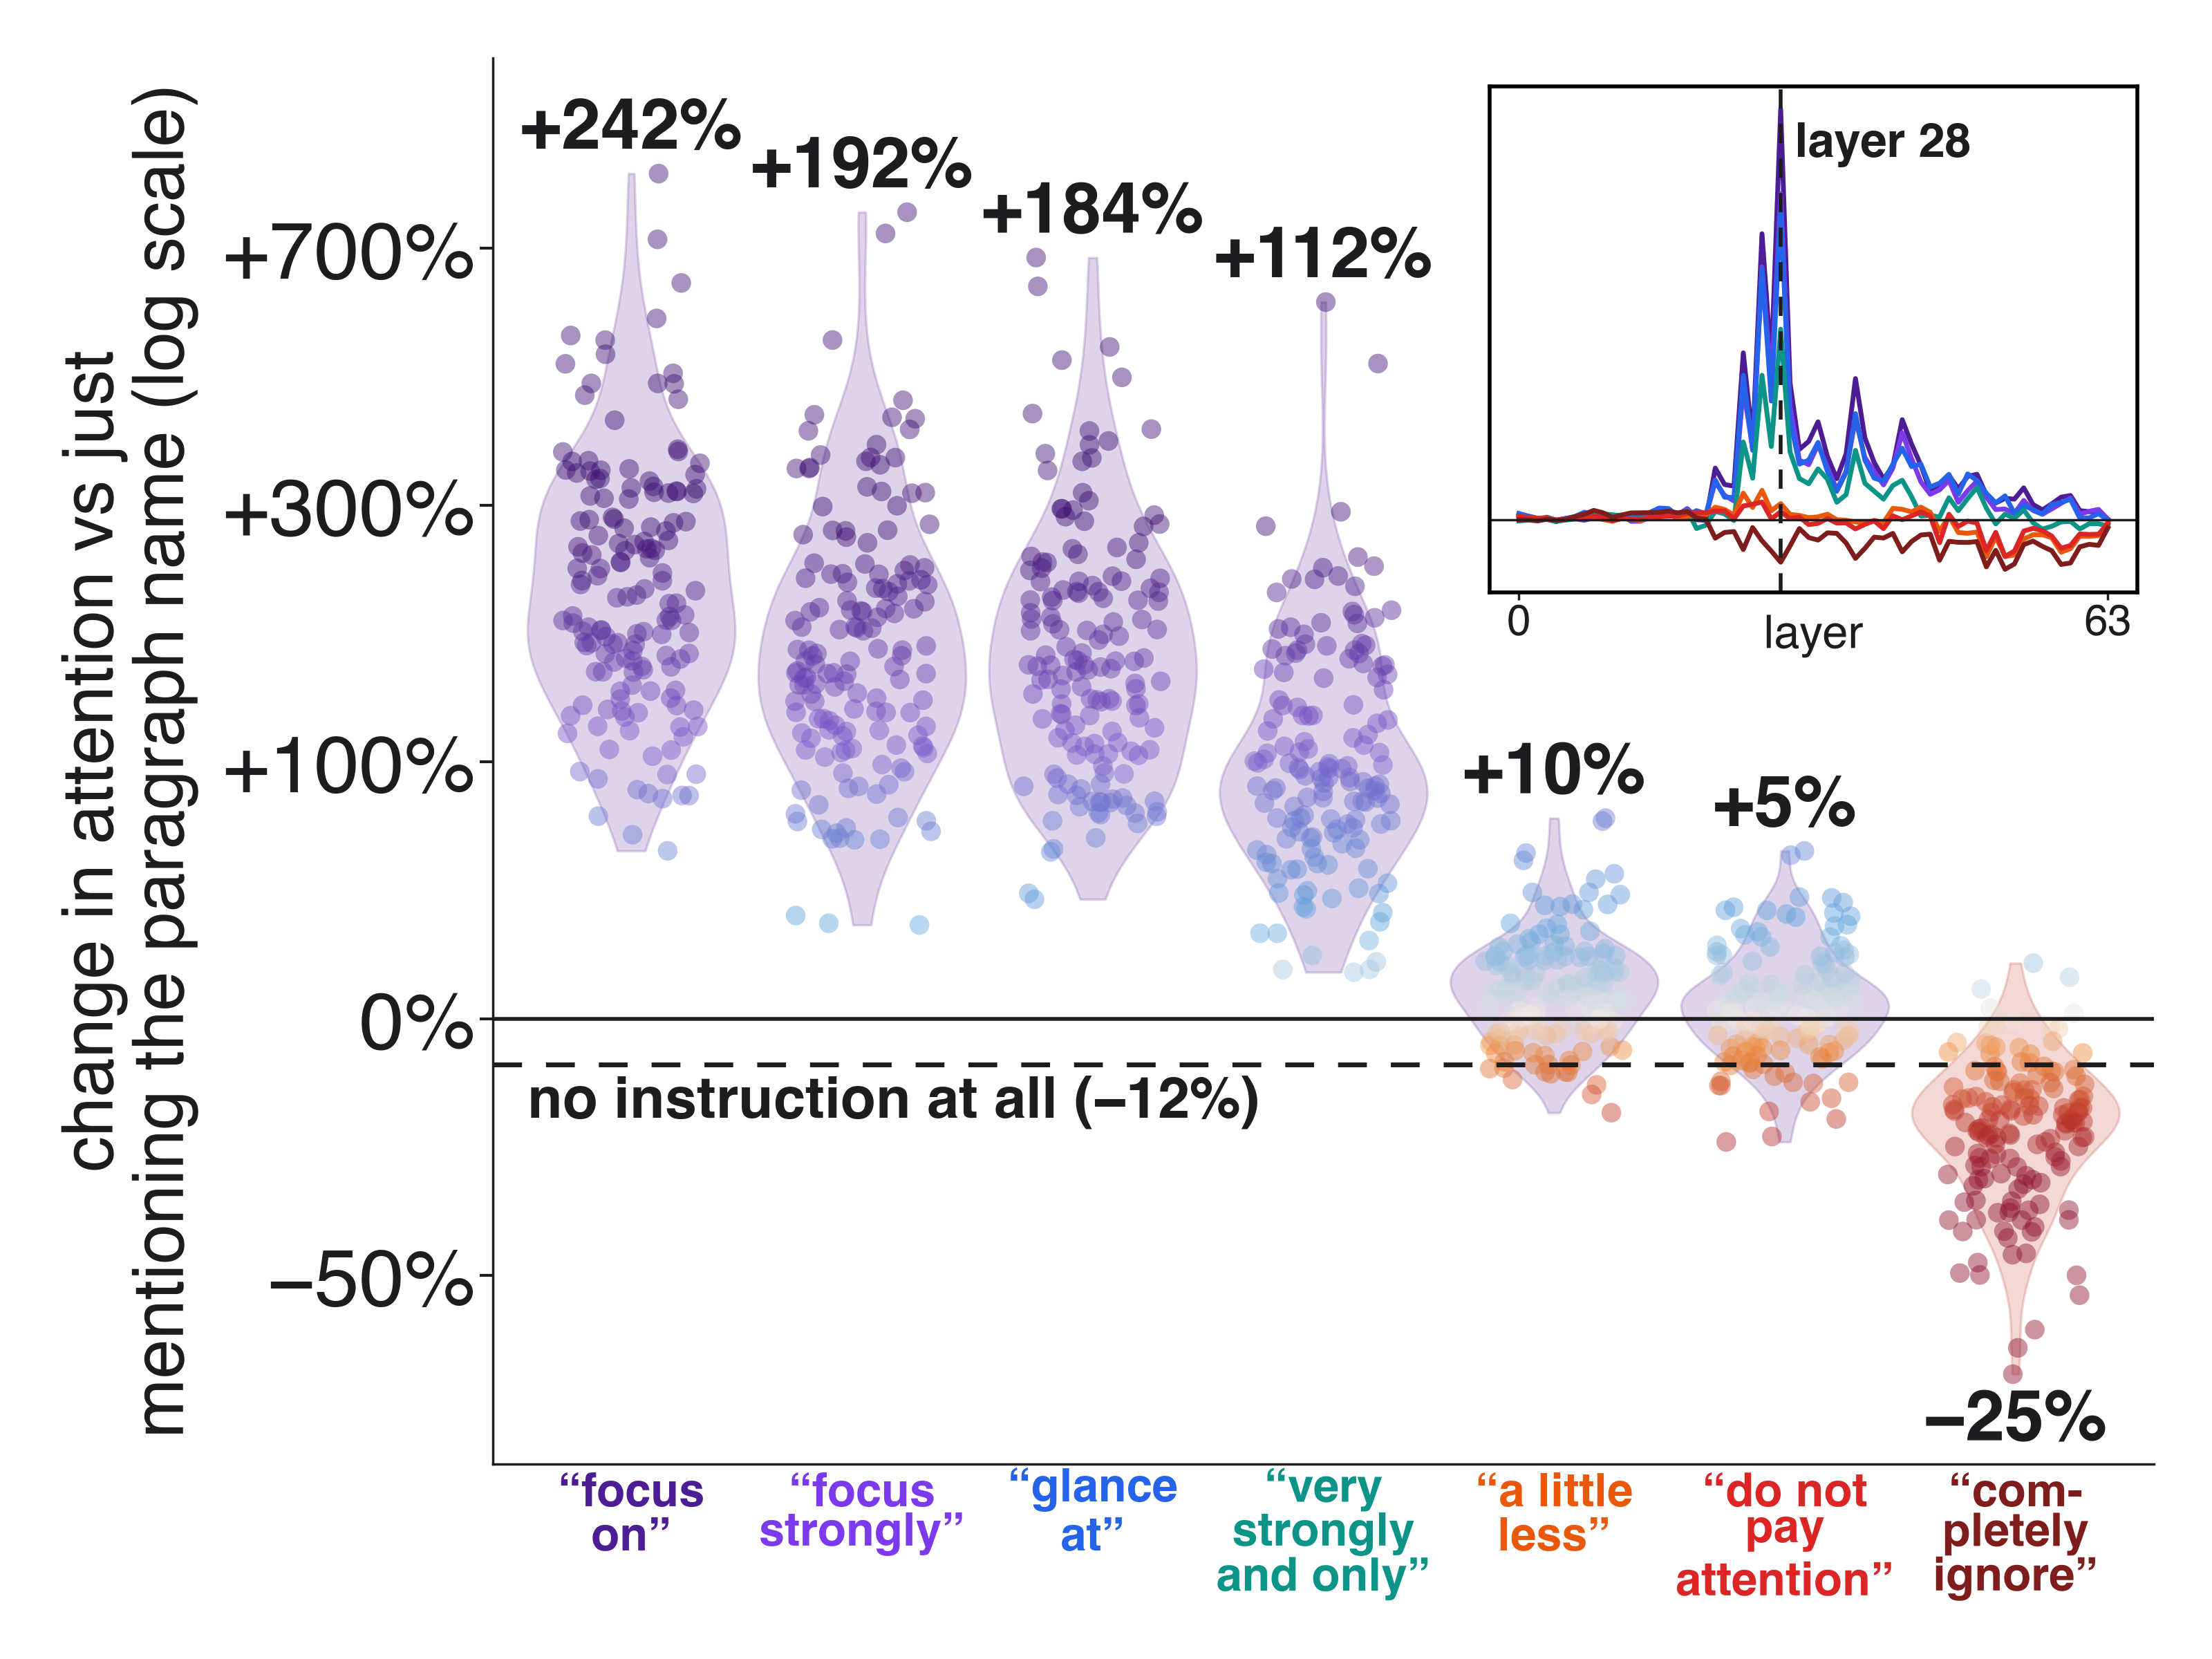 change in attention vs just
mentioning the paragraph name (log scale)
+700%
+300%
+100%
0%
−50%
+242%
+192%
+184%
+112%
+10%
+5%
−25%
no instruction at all (−12%)
layer 28
0
63
layer
“focus
on”
“focus
strongly”
“glance
at”
“very
strongly
and only”
“a little
less”
“do not
pay
attention”
“com-
pletely
ignore”